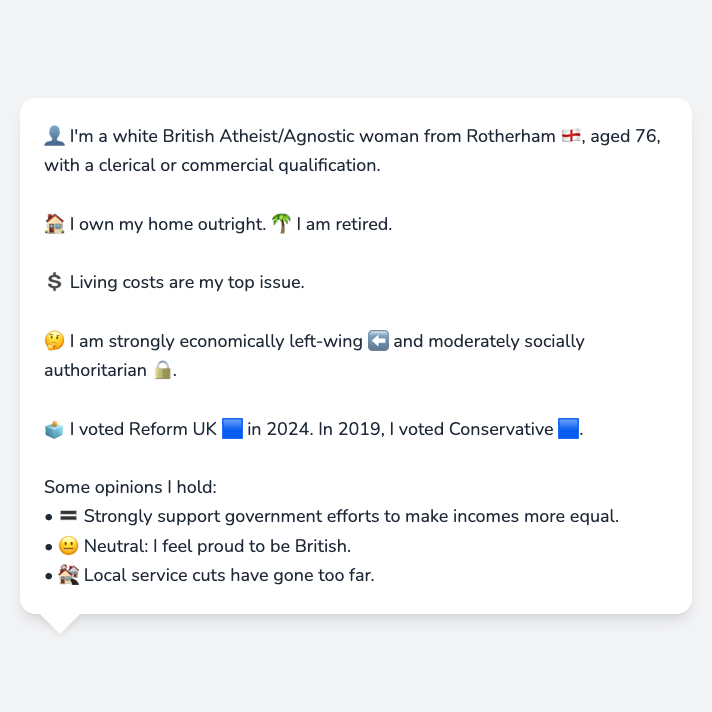 👤 I'm a white British Atheist/Agnostic woman from Rotherham 🏴󠁧󠁢󠁥󠁮󠁧󠁿, aged 76,
with a clerical or commercial qualification.
🏠 I own my home outright. 🌴 I am retired.
💲 Living costs are my top issue.
🤔 I am strongly economically left-wing ⬅️ and moderately socially
authoritarian 🔒.
🗳️ I voted Reform UK 🟦 in 2024. In 2019, I voted Conservative 🟦.
Some opinions I hold:
• 🟰 Strongly support government efforts to make incomes more equal.
• 😐 Neutral: I feel proud to be British.
• 🏘️ Local service cuts have gone too far.